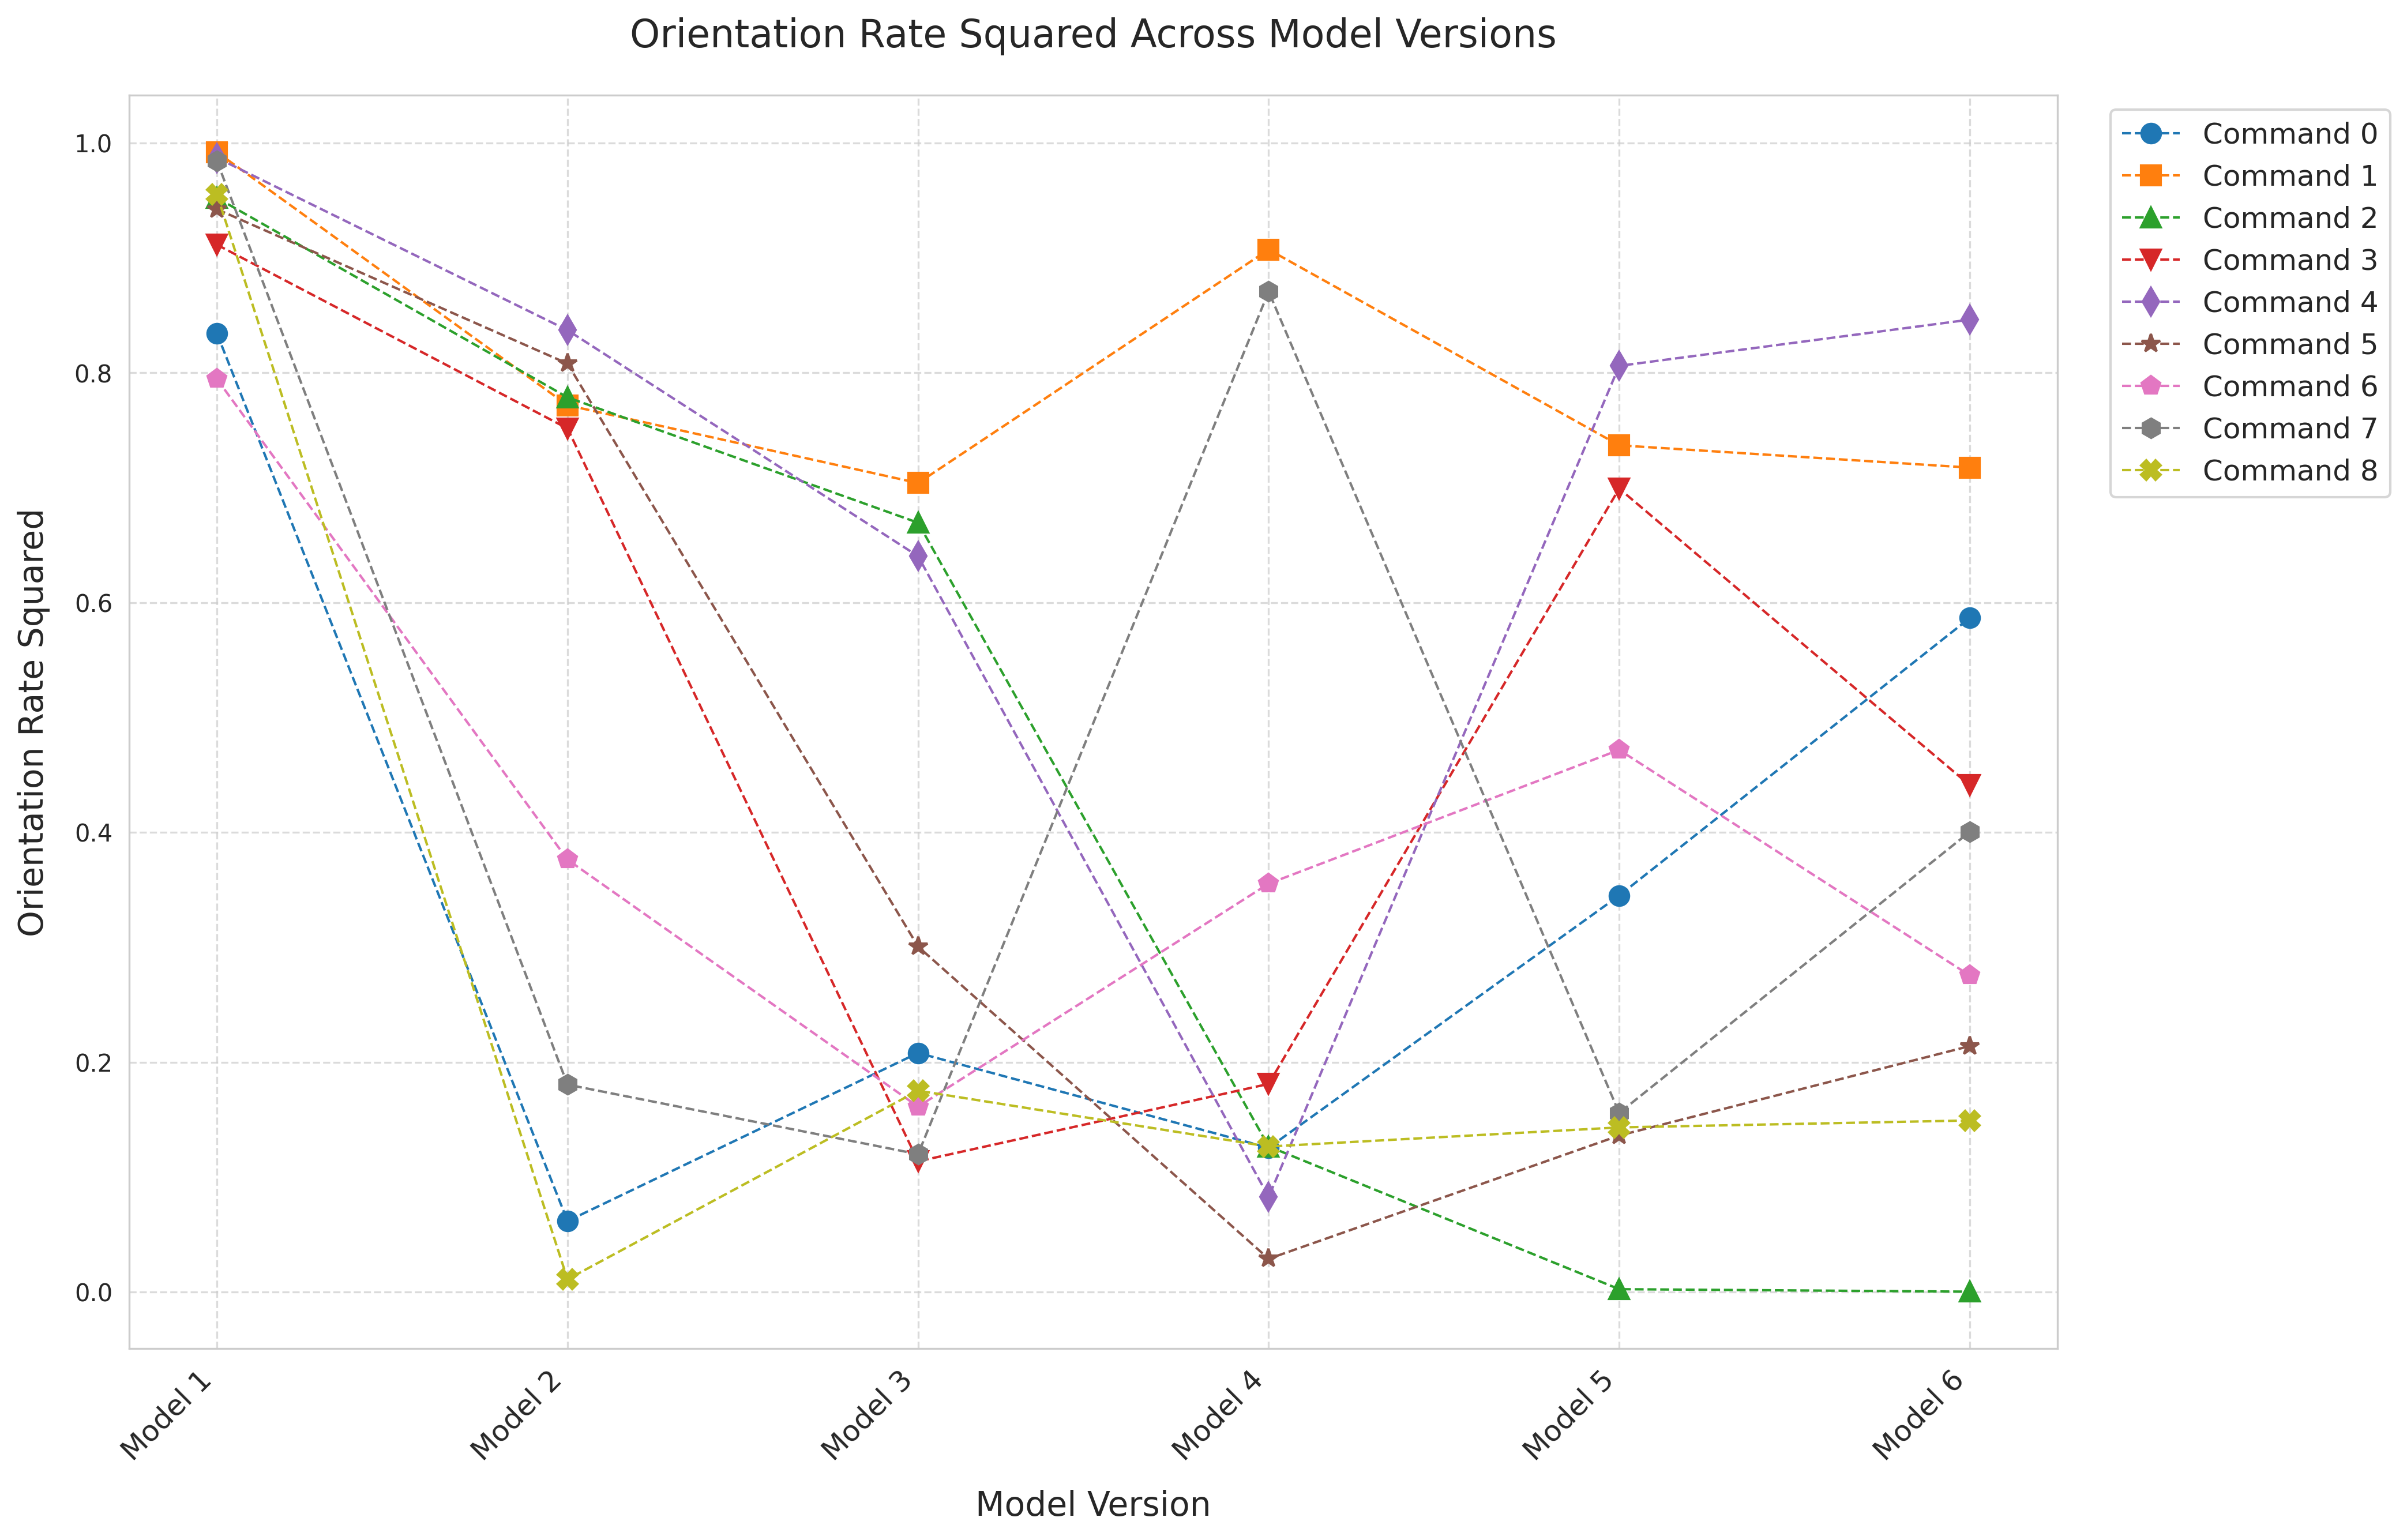 Orientation Rate Squared Across Model Versions
Orientation Rate Squared
1.0
0.8
0.6
0.4
0.2
0.0
Model 1
Model 2
Model 3
Model 4
Model 5
Model 6
Model Version
Command 0
Command 1
Command 2
Command 3
Command 4
Command 5
Command 6
Command 7
Command 8